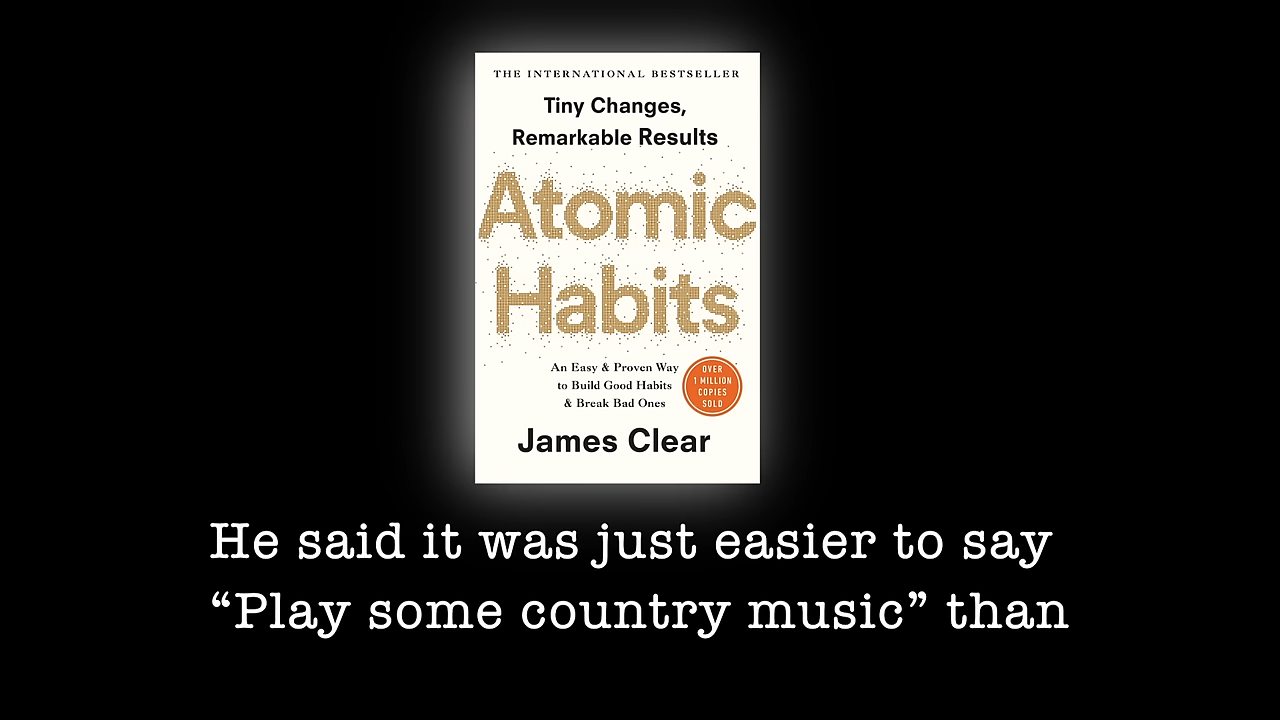 THE INTERNATIONAL BESTSELLER
Tiny Changes,
Remarkable Results
Atomic
Habits
An Easy & Proven Way
to Build Good Habits
& Break Bad Ones
OVER
1 MILLION
COPIES
SOLD
James Clear
He said it was just easier to say
“Play some country music” than